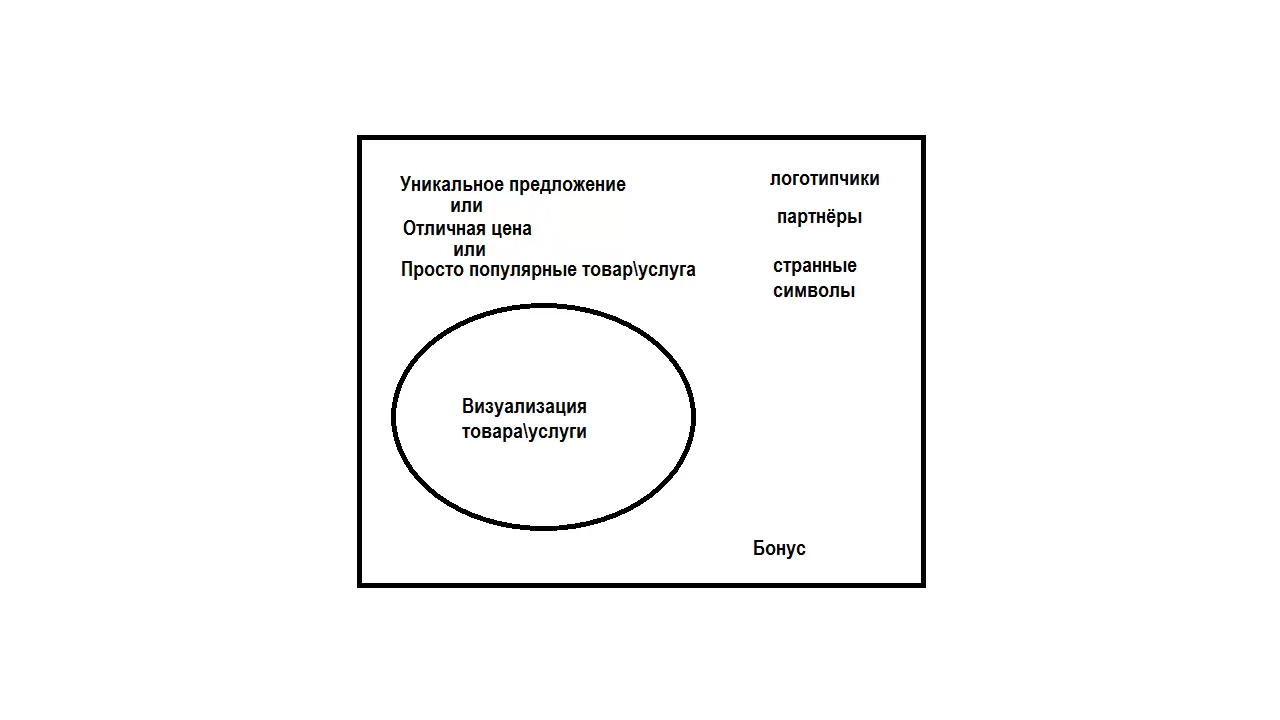 Уникальное предложение
или
Отличная цена
или
Просто популярные товар\услуга
логотипчики
партнёры
странные
символы
Визуализация
товара\услуги
Бонус